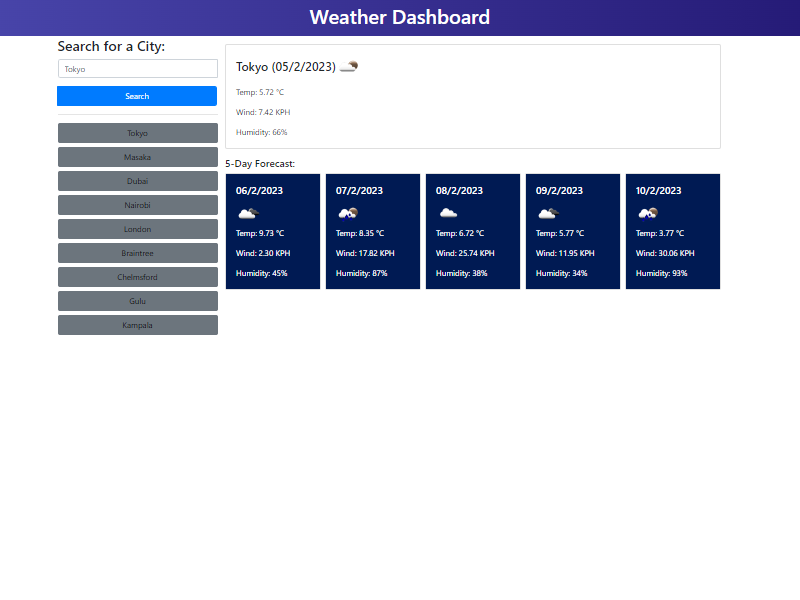 Weather Dashboard
Search for a City:
Tokyo
Search
Tokyo
Masaka
Dubai
Nairobi
London
Braintree
Chelmsford
Gulu
Kampala
Tokyo (05/2/2023)
Temp: 5.72 °C
Wind: 7.42 KPH
Humidity: 66%
5-Day Forecast:
06/2/2023
Temp: 9.73 °C
Wind: 2.30 KPH
Humidity: 45%
07/2/2023
Temp: 8.35 °C
Wind: 17.82 KPH
Humidity: 87%
08/2/2023
Temp: 6.72 °C
Wind: 25.74 KPH
Humidity: 38%
09/2/2023
Temp: 5.77 °C
Wind: 11.95 KPH
Humidity: 34%
10/2/2023
Temp: 3.77 °C
Wind: 30.06 KPH
Humidity: 93%